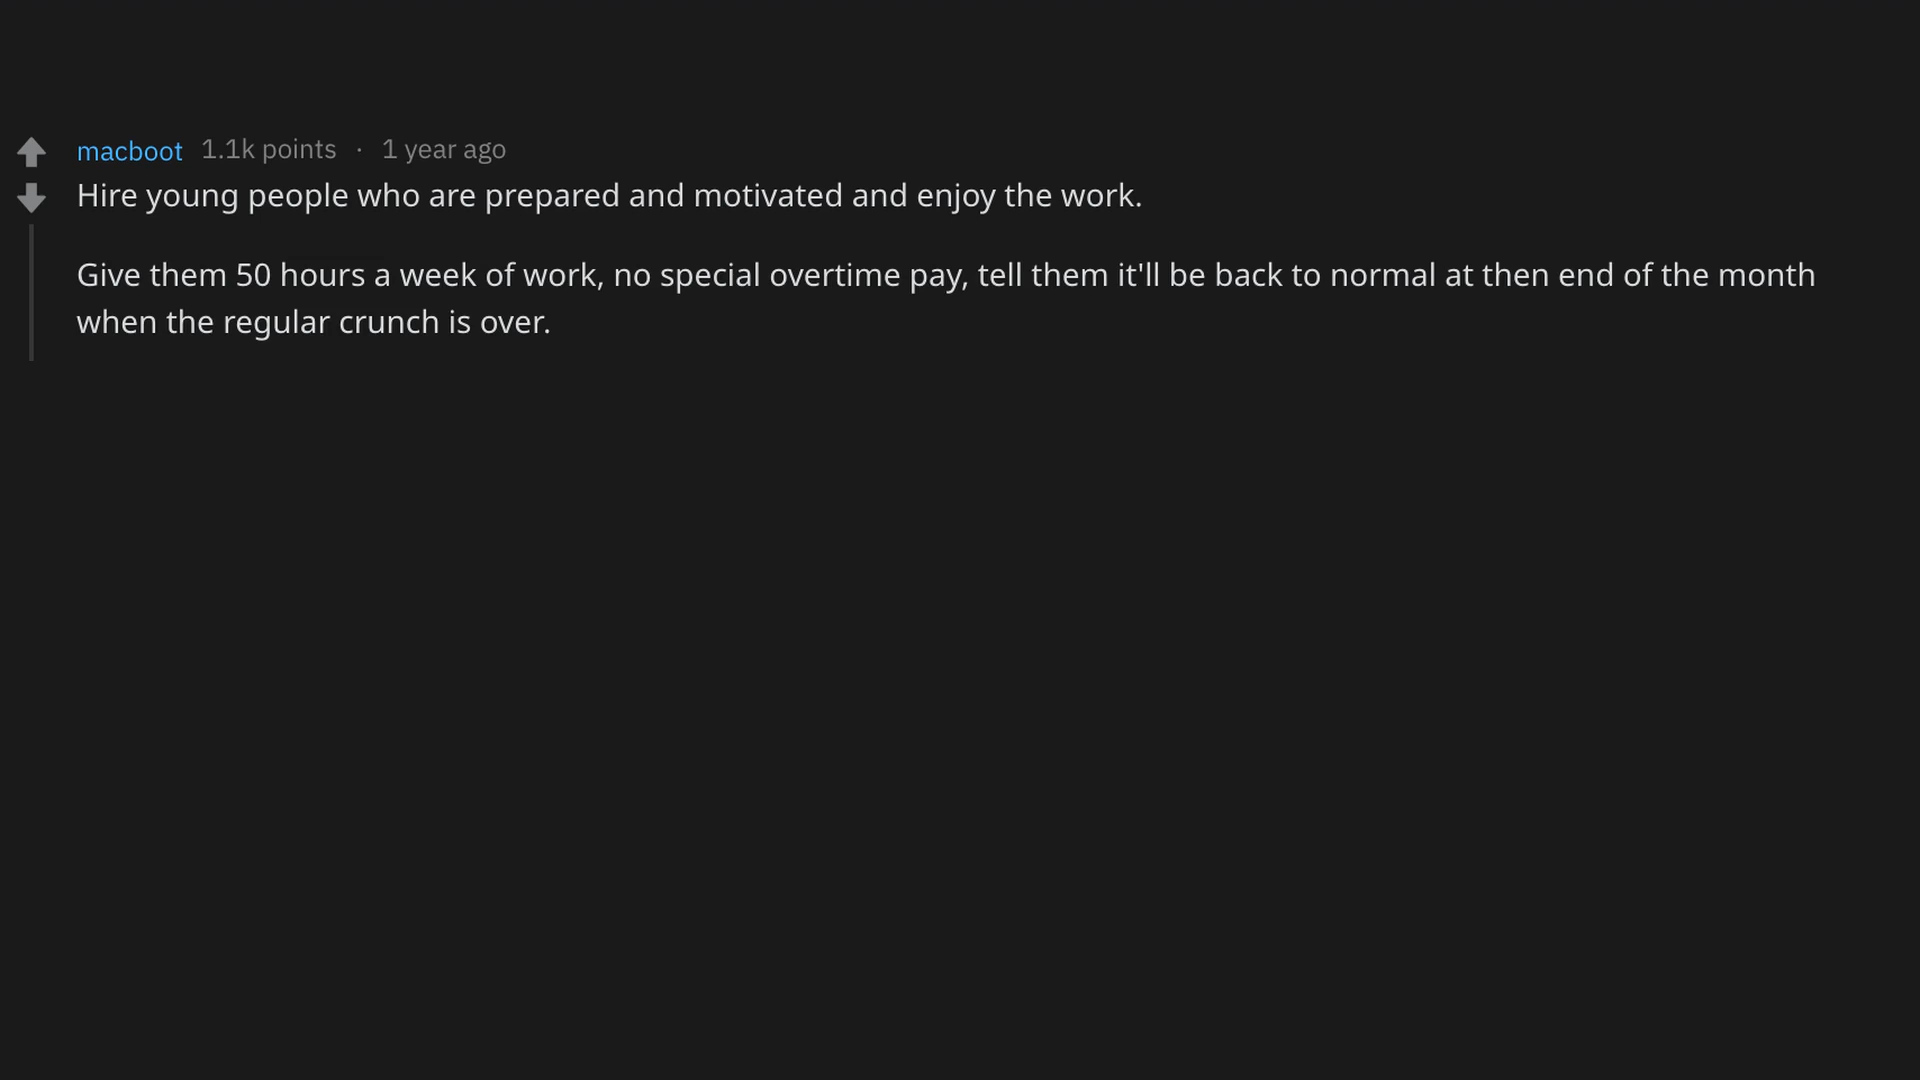 macboot 1.1k points · 1 year ago
Hire young people who are prepared and motivated and enjoy the work.
Give them 50 hours a week of work, no special overtime pay, tell them it'll be back to normal at then end of the month
when the regular crunch is over.